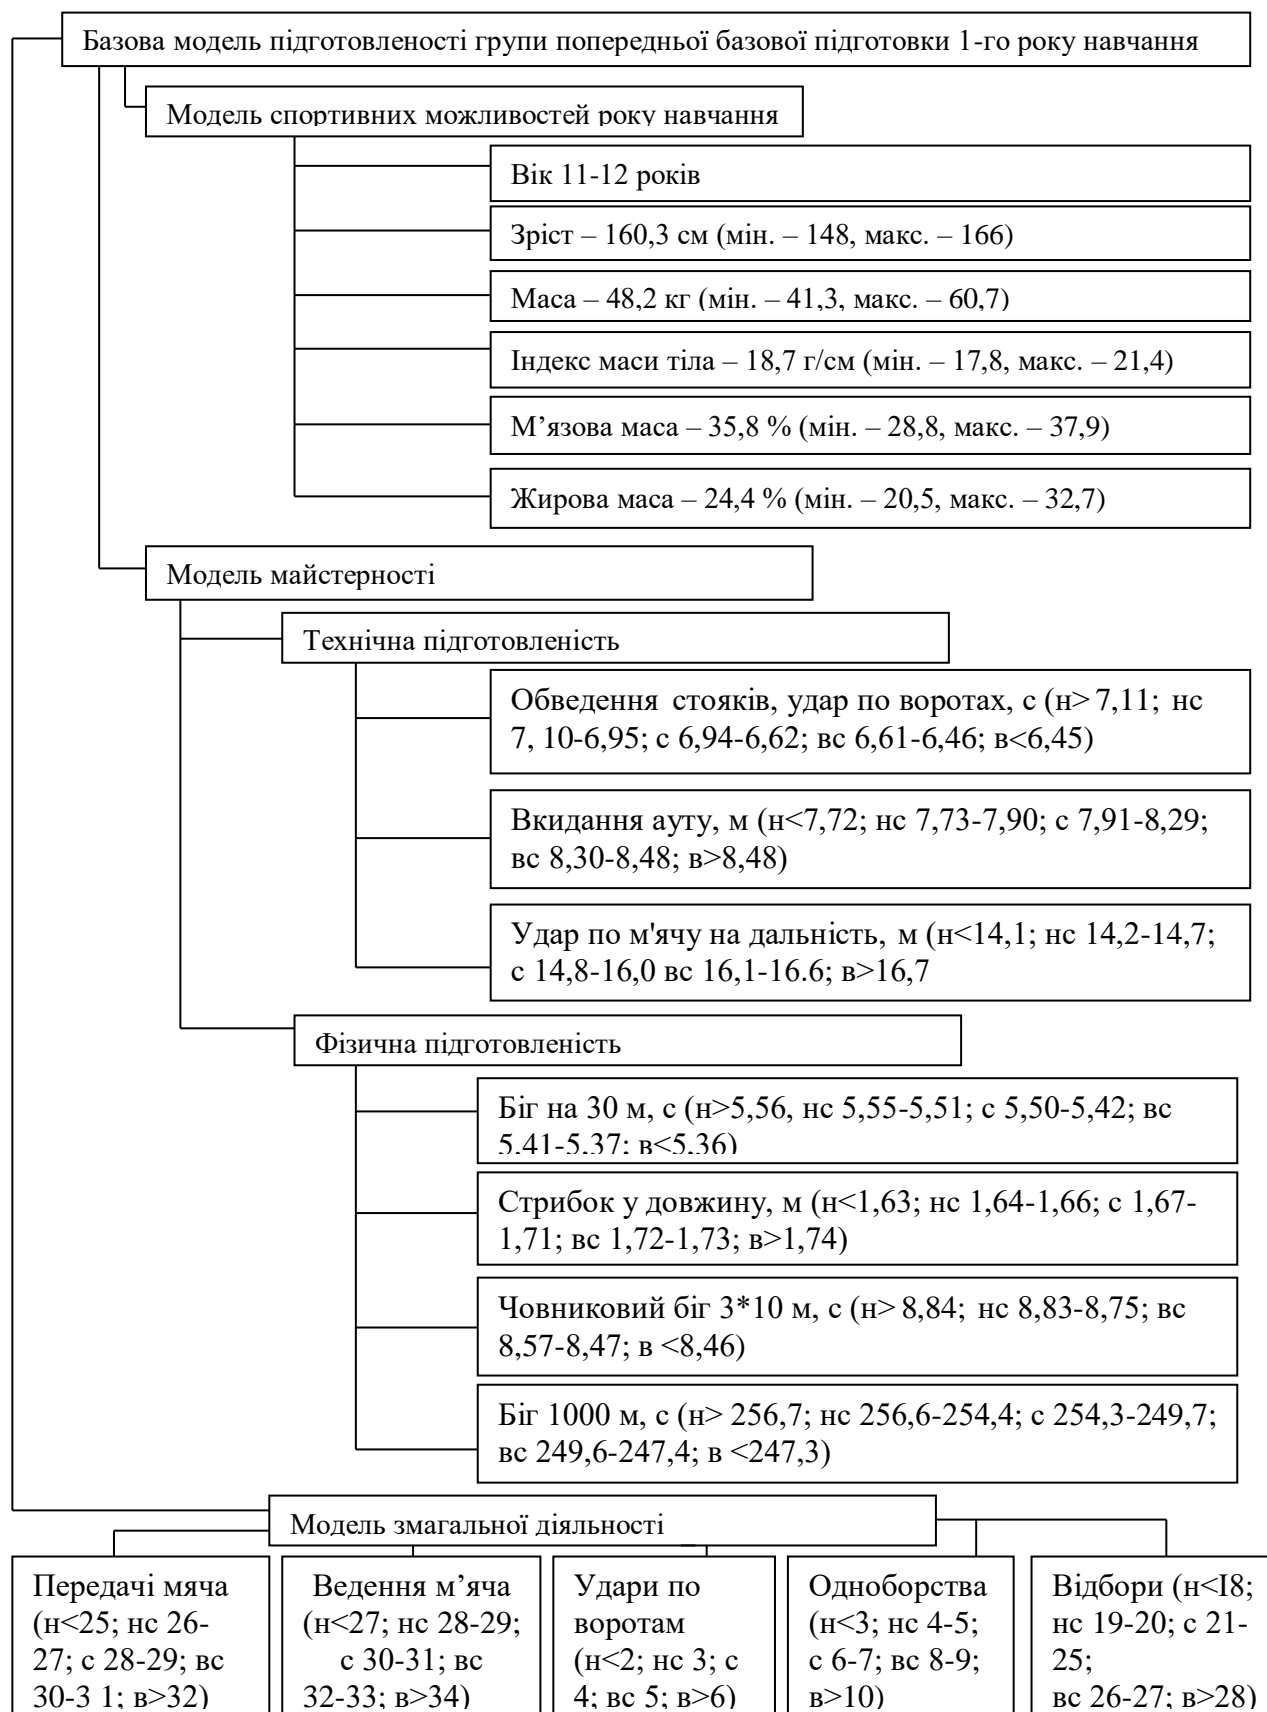 Базова модель підготовленості групи попередньої базової підготовки 1-го року навчання
Модель спортивних можливостей року навчання
Вік 11-12 років
Зріст – 160,3 см (мін. – 148, макс. – 166)
Маса – 48,2 кг (мін. – 41,3, макс. – 60,7)
Індекс маси тіла – 18,7 г/см (мін. – 17,8, макс. – 21,4)
М’язова маса – 35,8 % (мін. – 28,8, макс. – 37,9)
Жирова маса – 24,4 % (мін. – 20,5, макс. – 32,7)
Модель майстерності
Технічна підготовленість
Обведення стояків, удар по воротах, с (н> 7,11; нс
7, 10-6,95; с 6,94-6,62; вс 6,61-6,46; в<6,45)
Вкидання ауту, м (н<7,72; нс 7,73-7,90; с 7,91-8,29;
вс 8,30-8,48; в>8,48)
Удар по м'ячу на дальність, м (н<14,1; нс 14,2-14,7;
с 14,8-16,0 вс 16,1-16.6; в>16,7
Фізична підготовленість
Біг на 30 м, с (н>5,56, нс 5,55-5,51; с 5,50-5,42; вс
5,41-5,37; в<5,36)
Стрибок у довжину, м (н<1,63; нс 1,64-1,66; с 1,67-
1,71; вс 1,72-1,73; в>1,74)
Човниковий біг 3*10 м, с (н> 8,84; нс 8,83-8,75; вс
8,57-8,47; в <8,46)
Біг 1000 м, с (н> 256,7; нс 256,6-254,4; с 254,3-249,7;
вс 249,6-247,4; в <247,3)
Модель змагальної діяльності
Передачі мяча
(н<25; нс 26-
27; с 28-29; вс
30-3 1; в>32)
Ведення м’яча
(н<27; нс 28-29;
с 30-31; вс
32-33; в>34)
Удари по
воротам
(н<2; нс 3; с
4; вс 5; в>6)
Одноборства
(н<3; нс 4-5;
с 6-7; вс 8-9;
в>10)
Відбори (н<I8;
нс 19-20; с 21-
25;
вс 26-27; в>28)